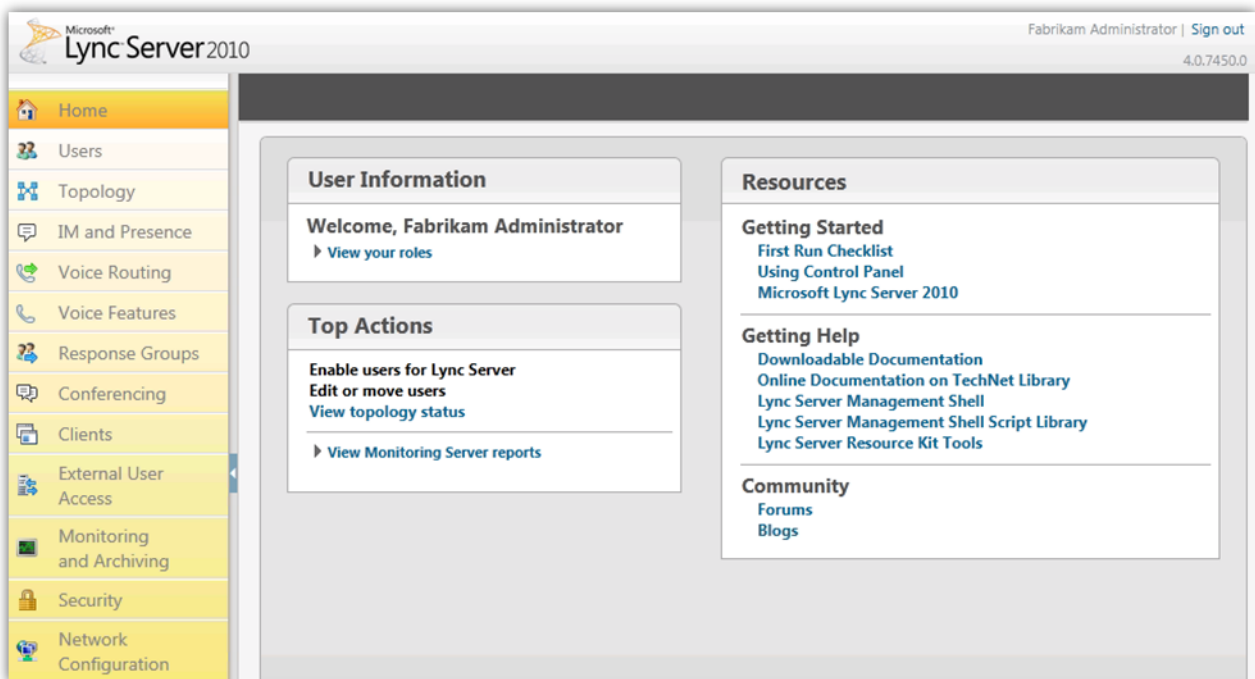 Microsoft®
Lync Server 2010
Fabrikam Administrator | Sign out
4.0.7450.0
Home
Users
Topology
IM and Presence
Voice Routing
Voice Features
Response Groups
Conferencing
Clients
External User
Access
Monitoring
and Archiving
Security
Network
Configuration
User Information
Welcome, Fabrikam Administrator
View your roles
Top Actions
Enable users for Lync Server
Edit or move users
View topology status
View Monitoring Server reports
Resources
Getting Started
First Run Checklist
Using Control Panel
Microsoft Lync Server 2010
Getting Help
Downloadable Documentation
Online Documentation on TechNet Library
Lync Server Management Shell
Lync Server Management Shell Script Library
Lync Server Resource Kit Tools
Community
Forums
Blogs